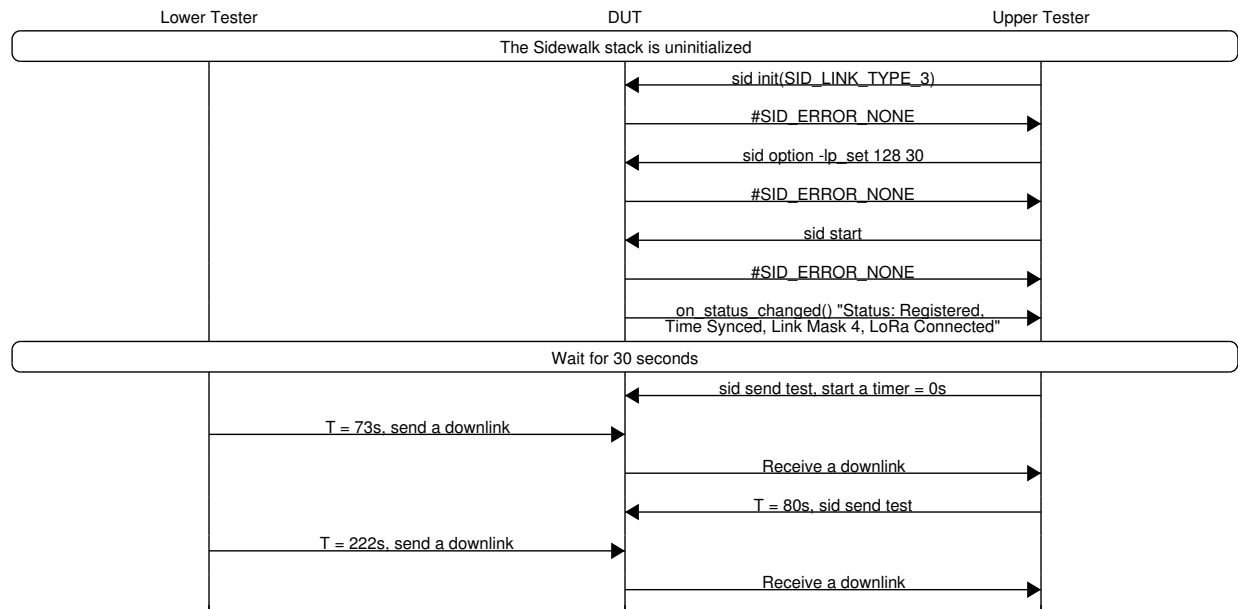 Lower Tester DUT Upper Tester
The Sidewalk stack is uninitialized
sid init(SID_LINK_TYPE_3)
#SID_ERROR_NONE
sid option -lp_set 128 30
#SID_ERROR_NONE
sid start
#SID_ERROR_NONE
on_status_changed() "Status: Registered,
Time Synced, Link Mask 4, LoRa Connected"
Wait for 30 seconds
sid send test, start a timer = 0s
T = 73s, send a downlink
Receive a downlink
T = 80s, sid send test
T = 222s, send a downlink
Receive a downlink